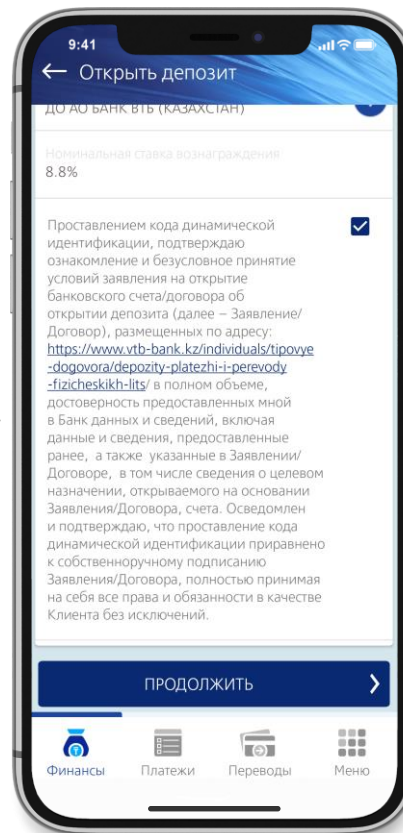 9:41
Открыть депозит
ДО АО БАНК ВТБ (КАЗАХСТАН)
Номинальная ставка вознаграждения
8.8%
Проставлением кода динамической
идентификации, подтверждаю
ознакомление и безусловное принятие
условий заявления на открытие
банковского счета/договора об
открытии депозита (далее – Заявление/
Договор), размещенных по адресу:
https://www.vtb-bank.kz/individuals/tipovye
-dogovora/depozity-platezhi-i-perevody
-fizicheskikh-lits/ в полном объеме,
достоверность предоставленных мной
в Банк данных и сведений, включая
данные и сведения, предоставленные
ранее, а также указанные в Заявлении/
Договоре, в том числе сведения о целевом
назначении, открываемого на основании
Заявления/Договора, счета. Осведомлен
и подтверждаю, что проставление кода
динамической идентификации приравнено
к собственноручному подписанию
Заявления/Договора, полностью принимая
на себя все права и обязанности в качестве
Клиента без исключений.
ПРОДОЛЖИТЬ
Финансы Платежи Переводы Меню